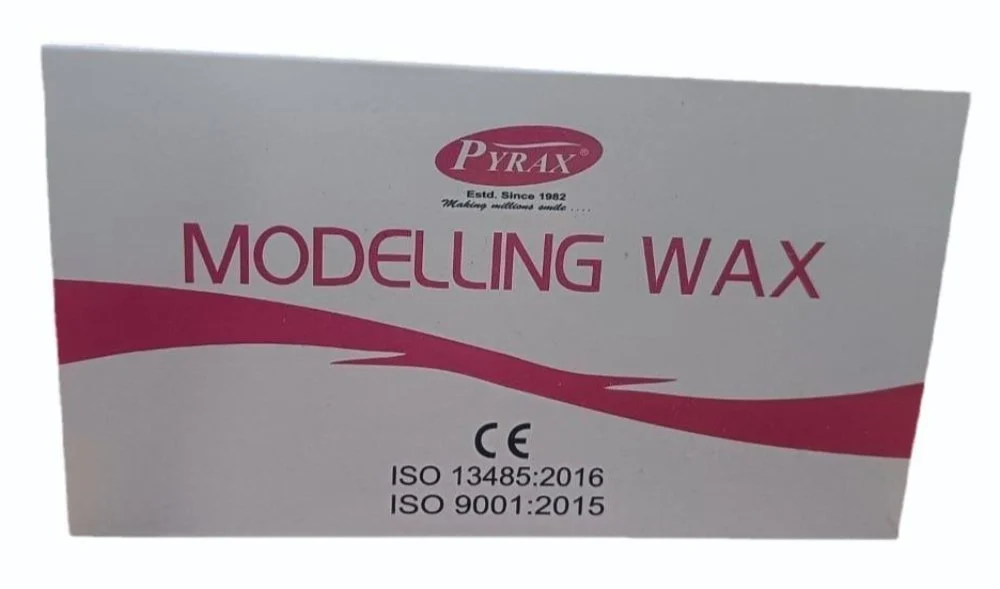 PYRAX®
Estd. Since 1982
Making millions smile ....
MODELLING WAX
CE
ISO 13485:2016
ISO 9001:2015